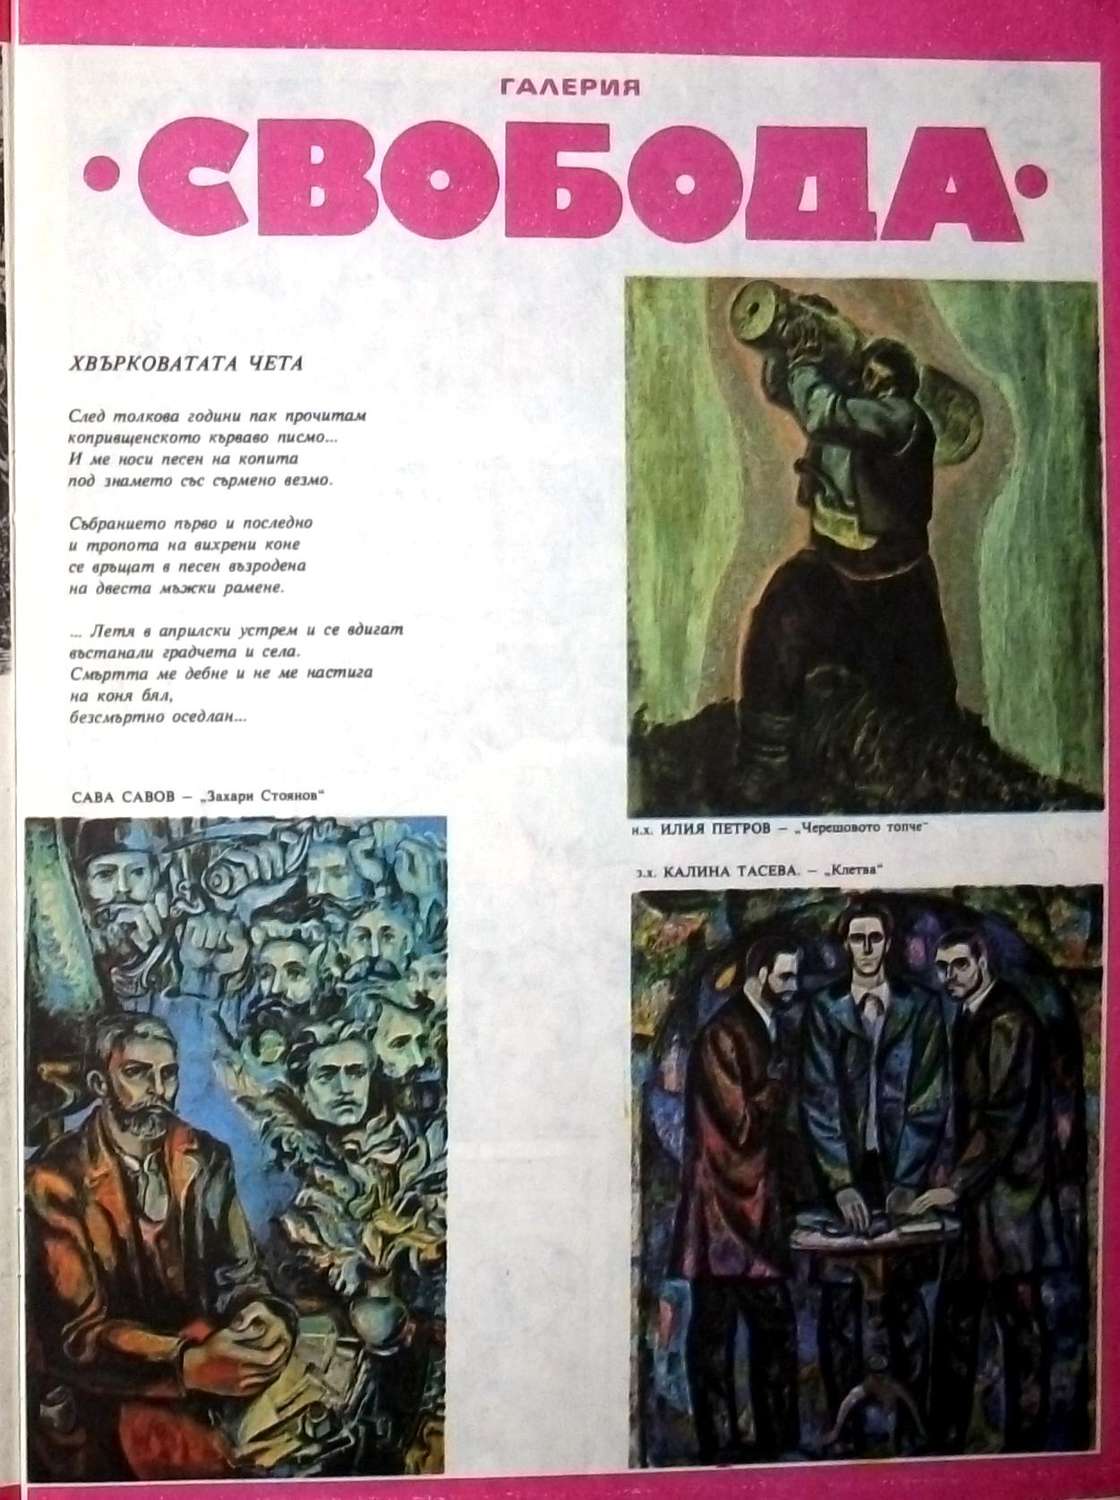 ГАЛЕРИЯ
•СВОБОДА•
ХВЪРКОВАТАТА ЧЕТА
След толкова години пак прочитам
копривщенското кърваво писмо...
И ме носи песен на копита
под знамето със сърмено везмо.
Събранието първо и последно
и тропота на вихрени коне
се връщат в песен възродена
на двеста мъжки рамене.
... Летя в априлски устрем и се вдигат
въстанали градчета и села.
Смъртта ме дебне и не ме настига
на коня бял,
безсмъртно оседлан...
САВА САВОВ — „Захари Стоянов“
н.х. ИЛИЯ ПЕТРОВ — „Черешовото топче“
з.х. КАЛИНА ТАСЕВА. — „Клетва“